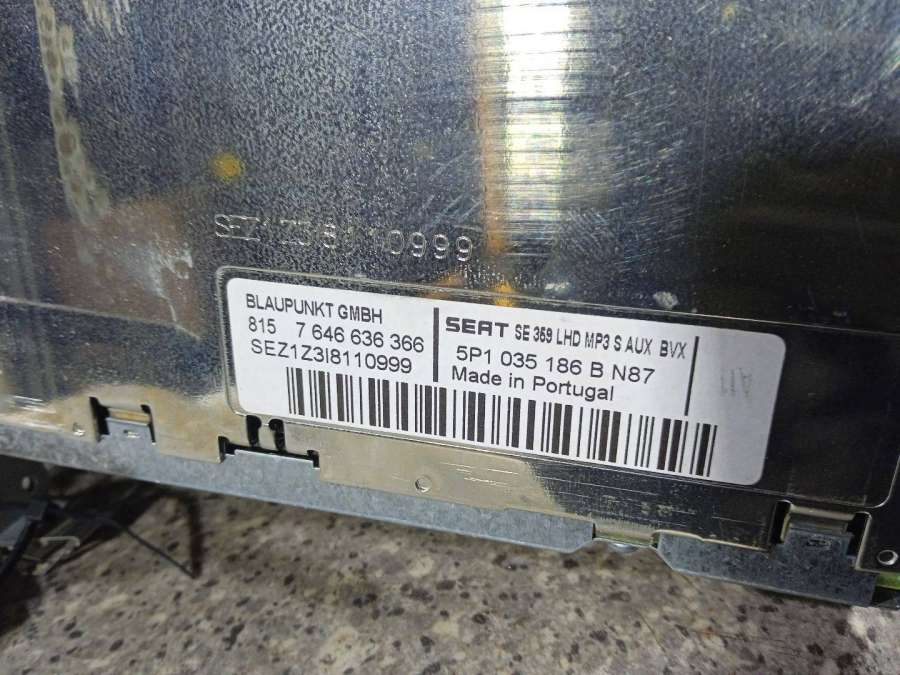 SEZ1Z3I8110999
BLAUPUNKT GMBH
815 7 646 636 366
SEZ1Z3I8110999
SEAT SE 359 LHD MP3 S AUX BVX
5P1 035 186 B N87
Made in Portugal